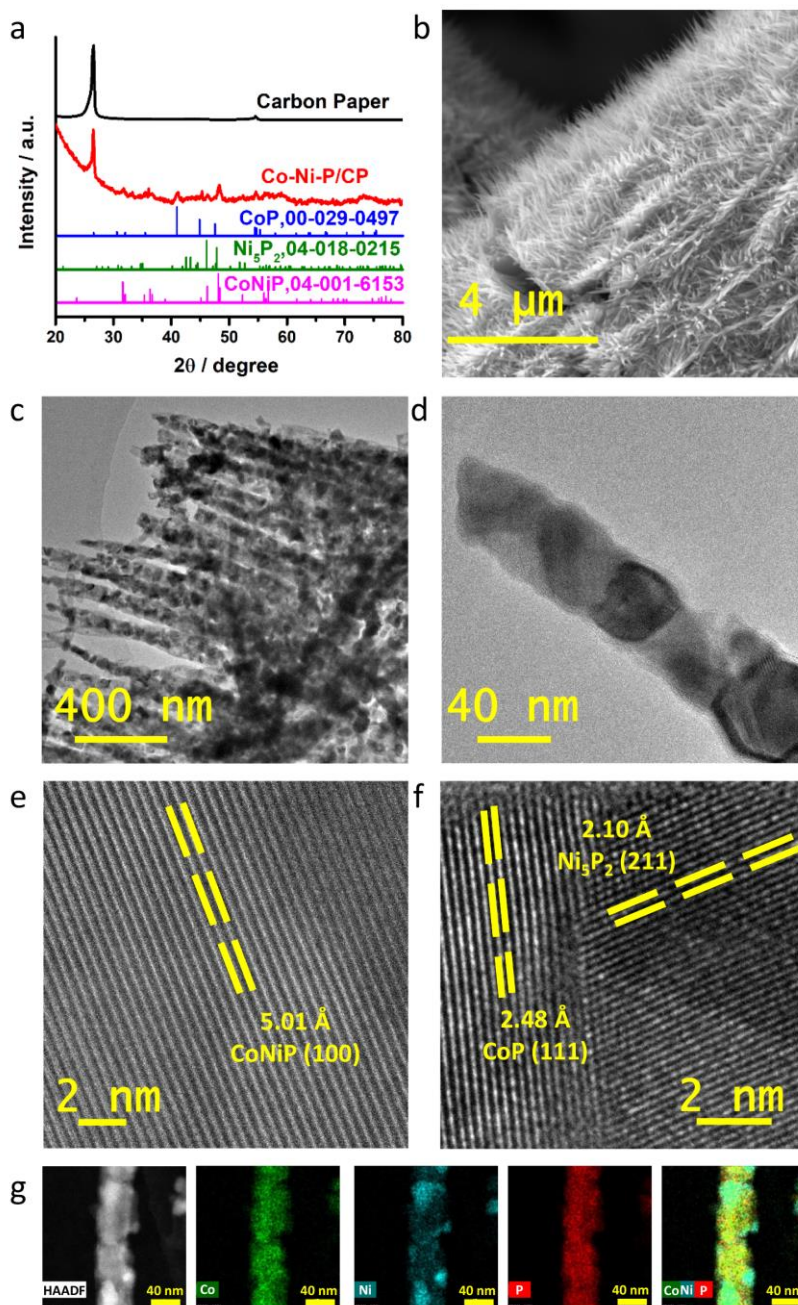 a
Intensity / a.u.
Carbon Paper
Co-Ni-P/CP
CoP,00-029-0497
Ni₅P₂,04-018-0215
CoNiP,04-001-6153
20 30 40 50 60 70 80
2θ / degree
b
4 μm
c
400 nm
d
40 nm
e
5.01 Å
CoNiP (100)
2 nm
f
2.10 Å
Ni₅P₂ (211)
2.48 Å
CoP (111)
2 nm
g
HAADF 40 nm
Co 40 nm
Ni 40 nm
P 40 nm
CoNiP 40 nm